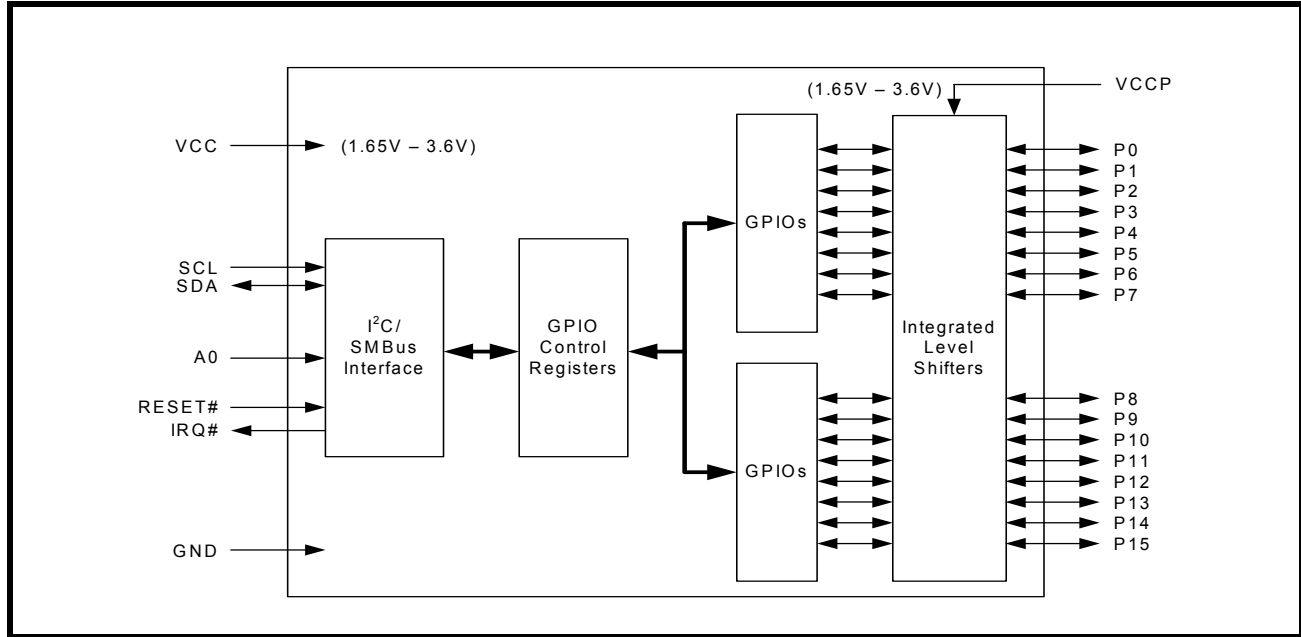 (1.65V – 3.6V)
VCCP
VCC
(1.65V – 3.6V)
SCL
SDA
A0
RESET#
IRQ#
GND
I²C/
SMBus
Interface
GPIO
Control
Registers
GPIOs
GPIOs
Integrated
Level
Shifters
P0
P1
P2
P3
P4
P5
P6
P7
P8
P9
P10
P11
P12
P13
P14
P15